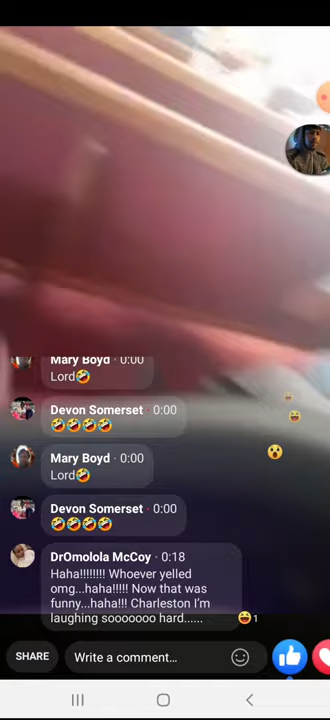 Mary Boyd · 0:00
Lord🤣
Devon Somerset · 0:00
🤣🤣🤣🤣
Mary Boyd · 0:00
Lord🤣
Devon Somerset · 0:00
🤣🤣🤣🤣
DrOmolola McCoy · 0:18
Haha!!!!!!!! Whoever yelled
omg...haha!!!!! Now that was
funny...haha!!! Charleston I'm
laughing sooooooo hard......
1
SHARE
Write a comment...